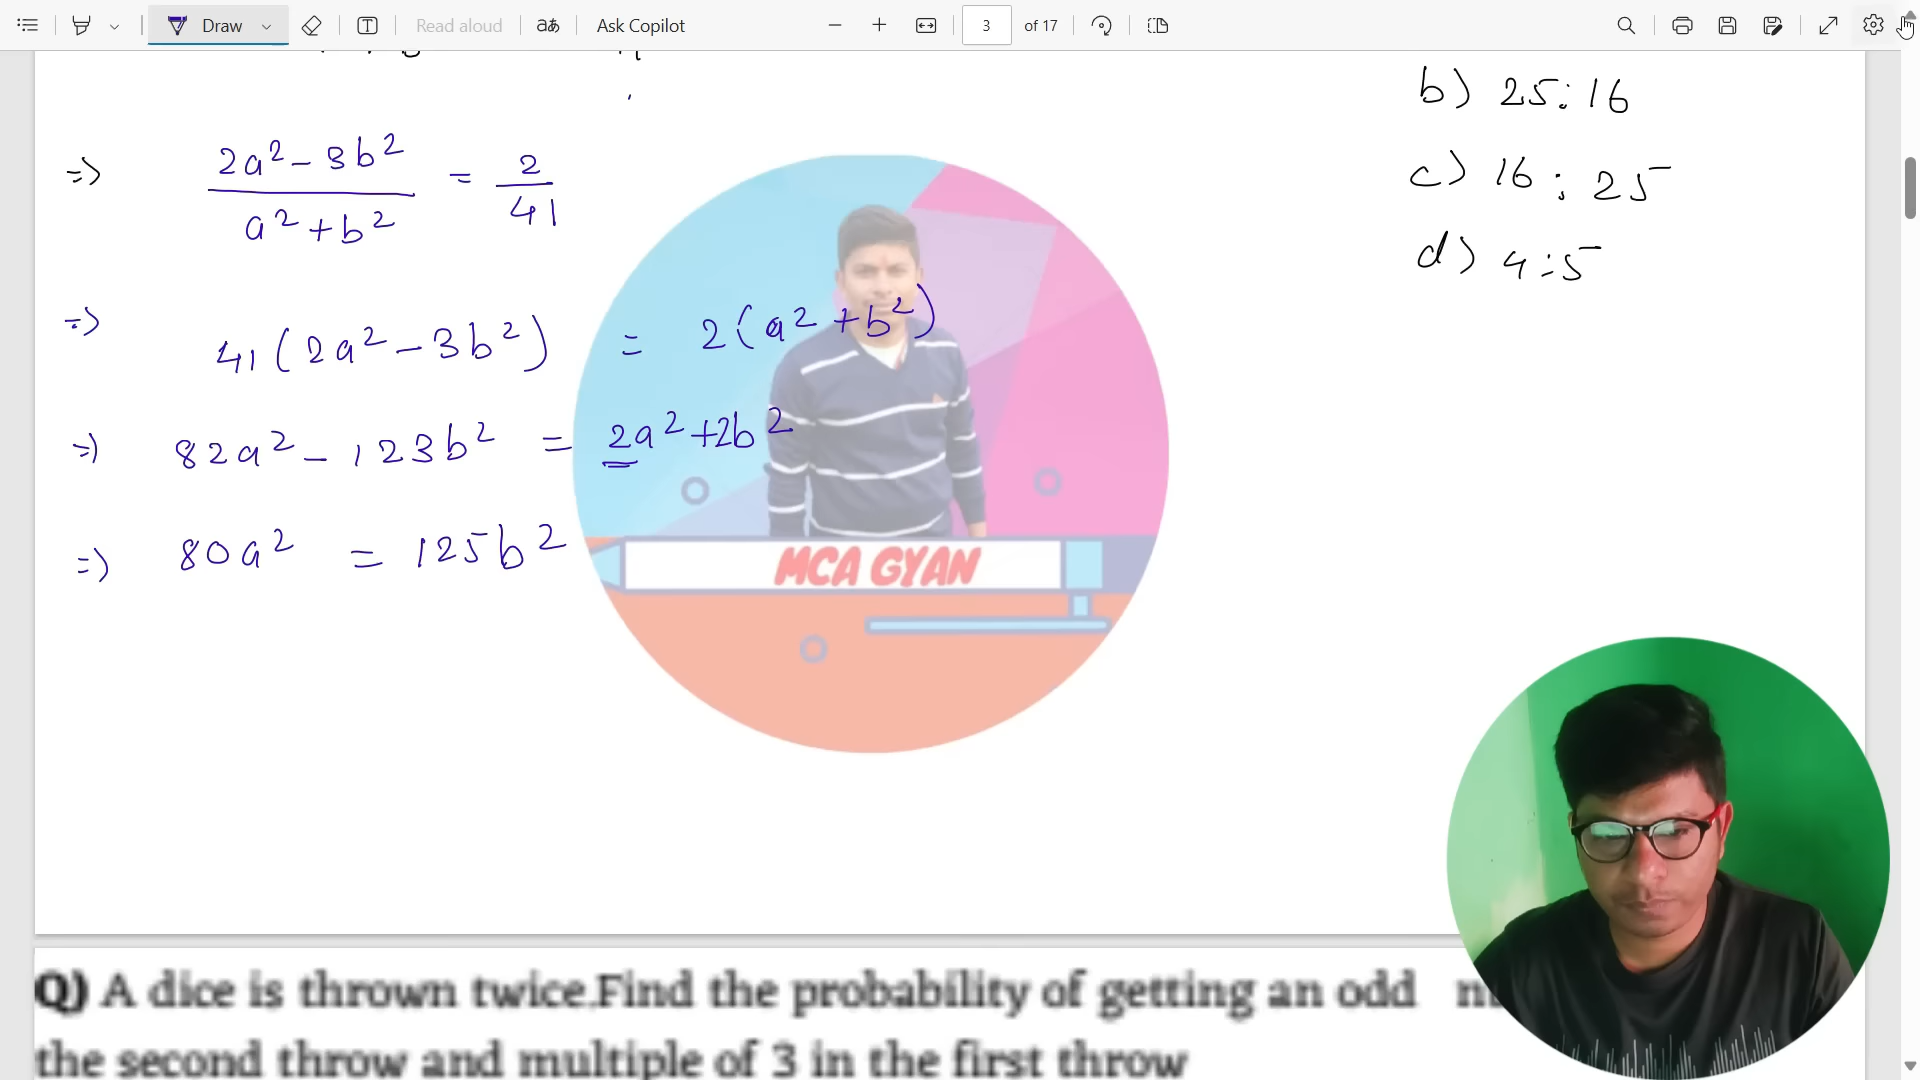 Draw
Read aloud
aあ
Ask Copilot
3 of 17
b) 25:16
=> 2a²-3b² / a²+b² = 2/41
c) 16:25
d) 4:5
=> 41(2a²-3b²) = 2(a²+b²)
=) 82a²-123b² = 2a²+2b²
=) 80a² = 125b²
MCA GYAN
Q) A dice is thrown twice.Find the probability of getting an odd
the second throw and multiple of 3 in the first throw